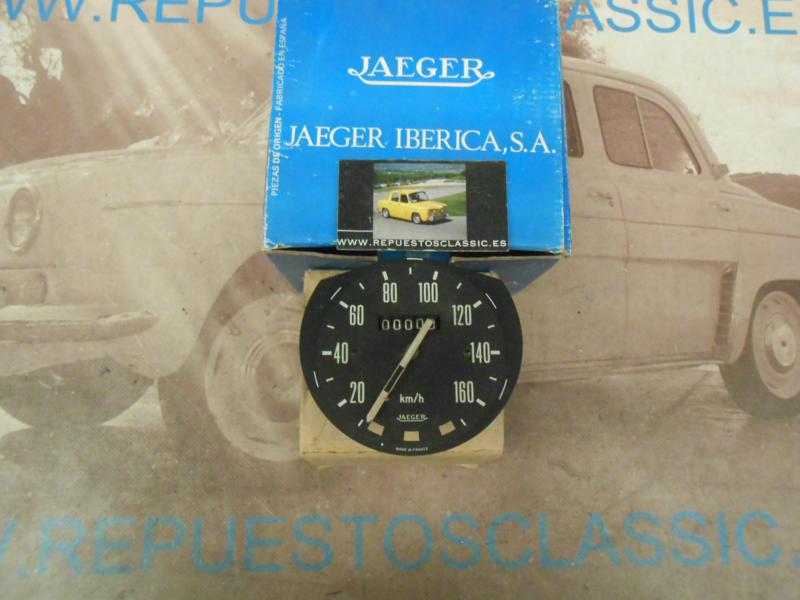 WWW.REPUESTOSCLASSIC.ES
PIEZAS DE ORIGEN - FABRICADO EN ESPAÑA
JAEGER
JAEGER IBERICA, S.A.
WWW.REPUESTOSCLASSIC.ES
80 100
60 120
0000
40 140
20 160
km/h
JAEGER
MADE IN FRANCE
W.REPUESTOSCLASSIC.ES